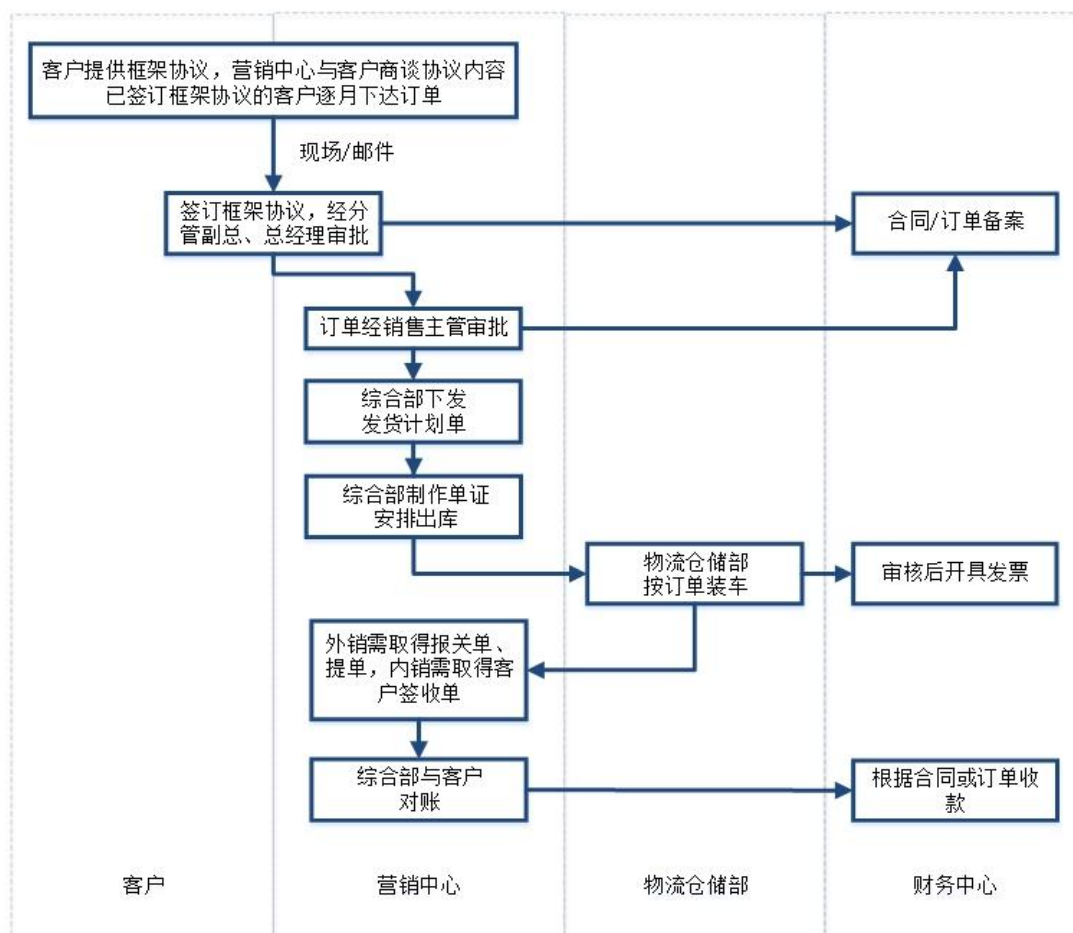 客户提供框架协议，营销中心与客户商谈协议内容
已签订框架协议的客户逐月下达订单
现场/邮件
签订框架协议，经分
管副总、总经理审批
合同/订单备案
订单经销售主管审批
综合部下发
发货计划单
综合部制作单证
安排出库
物流仓储部
按订单装车
审核后开具发票
外销需取得报关单、
提单，内销需取得客
户签收单
综合部与客户
对账
根据合同或订单收
款
客户
营销中心
物流仓储部
财务中心